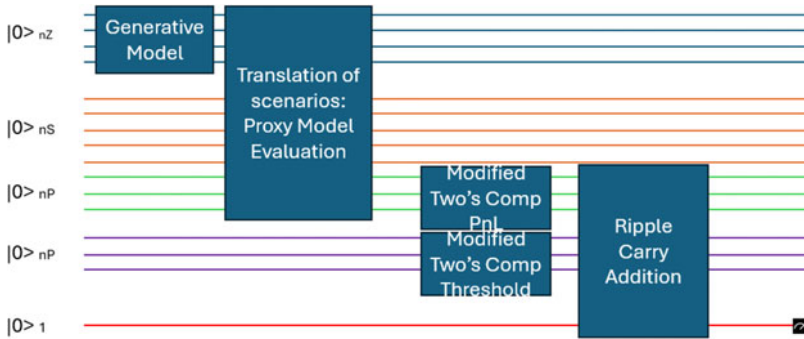 |0> nZ
Generative
Model
Translation of
scenarios:
Proxy Model
Evaluation
|0> nS
|0> nP
Modified
Two's Comp
PnL
|0> nP
Modified
Two's Comp
Threshold
Ripple
Carry
Addition
|0> 1